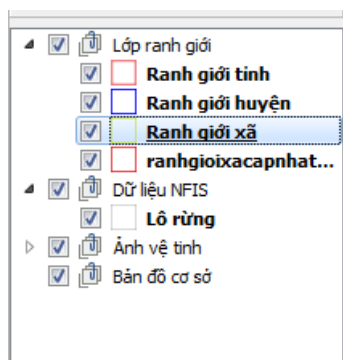 Lớp ranh giới
Ranh giới tỉnh
Ranh giới huyện
Ranh giới xã
ranhgioixacapnhat...
Dữ liệu NFIS
Lô rừng
Ảnh vệ tinh
Bản đồ cơ sở